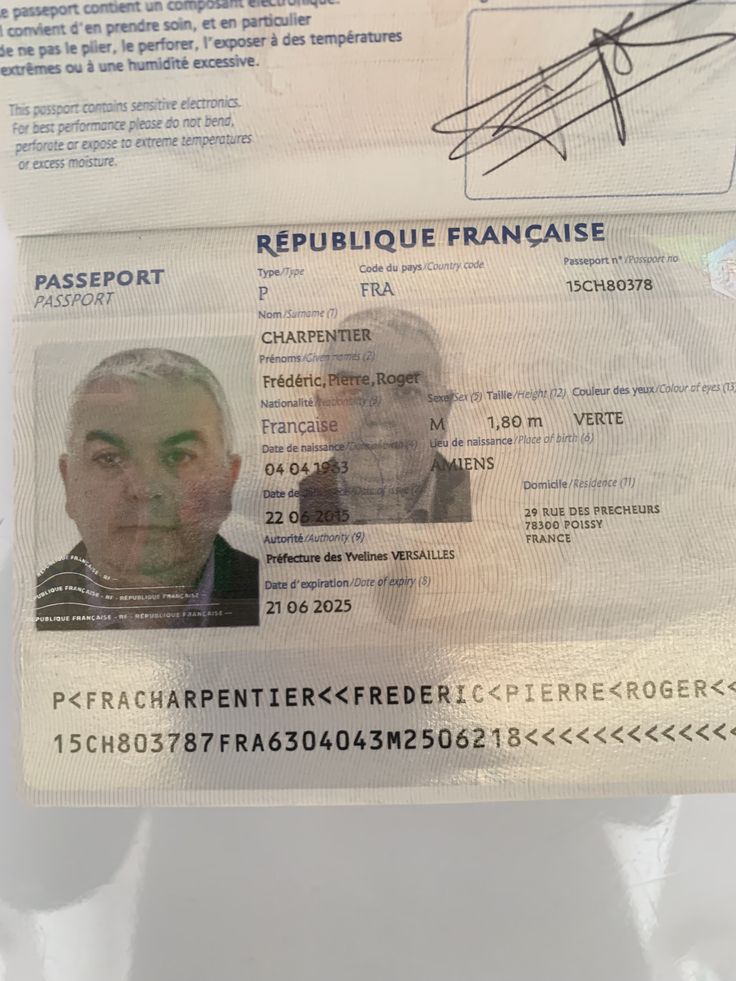 e passeport contient un composant électronique.
l convient d'en prendre soin, et en particulier
de ne pas le plier, le perforer, l'exposer à des températures
extrêmes ou à une humidité excessive.
This passport contains sensitive electronics.
For best performance please do not bend,
perforate or expose to extreme temperatures
or excess moisture.
RÉPUBLIQUE FRANÇAISE
PASSEPORT
PASSPORT
Type/Type
Code du pays/Country code
Passeport n°/Passport no
P
FRA
15CH80378
Nom/Surname (1)
CHARPENTIER
Prénoms/Given names (2)
Frédéric,Pierre,Roger
Nationalité/Nationality (3)
Sexe/Sex (5) Taille/Height (12) Couleur des yeux/Colour of eyes (13)
Française
M
1,80 m
VERTE
Date de naissance/Date of birth (4)
Lieu de naissance/Place of birth (6)
04 04 1963
AMIENS
Date de
Domicile/Residence (11)
22 06 2015
29 RUE DES PRECHEURS
78300 POISSY
FRANCE
Autorité/Authority (9)
Préfecture des Yvelines VERSAILLES
Date d'expiration/Date of expiry (8)
21 06 2025
RÉPUBLIQUE FRANÇAISE - RF
PUBLIQUE FRANÇAISE - RF - RÉPUBLIQUE FRANÇAISE
PUBLIQUE FRANÇAISE - RF - RÉPUBLIQUE FRANÇAISE
P<FRACHARPENTIER<<FREDERIC<PIERRE<ROGER<<
15CH803787FRA6304043M2506218<<<<<<<<<<<<<